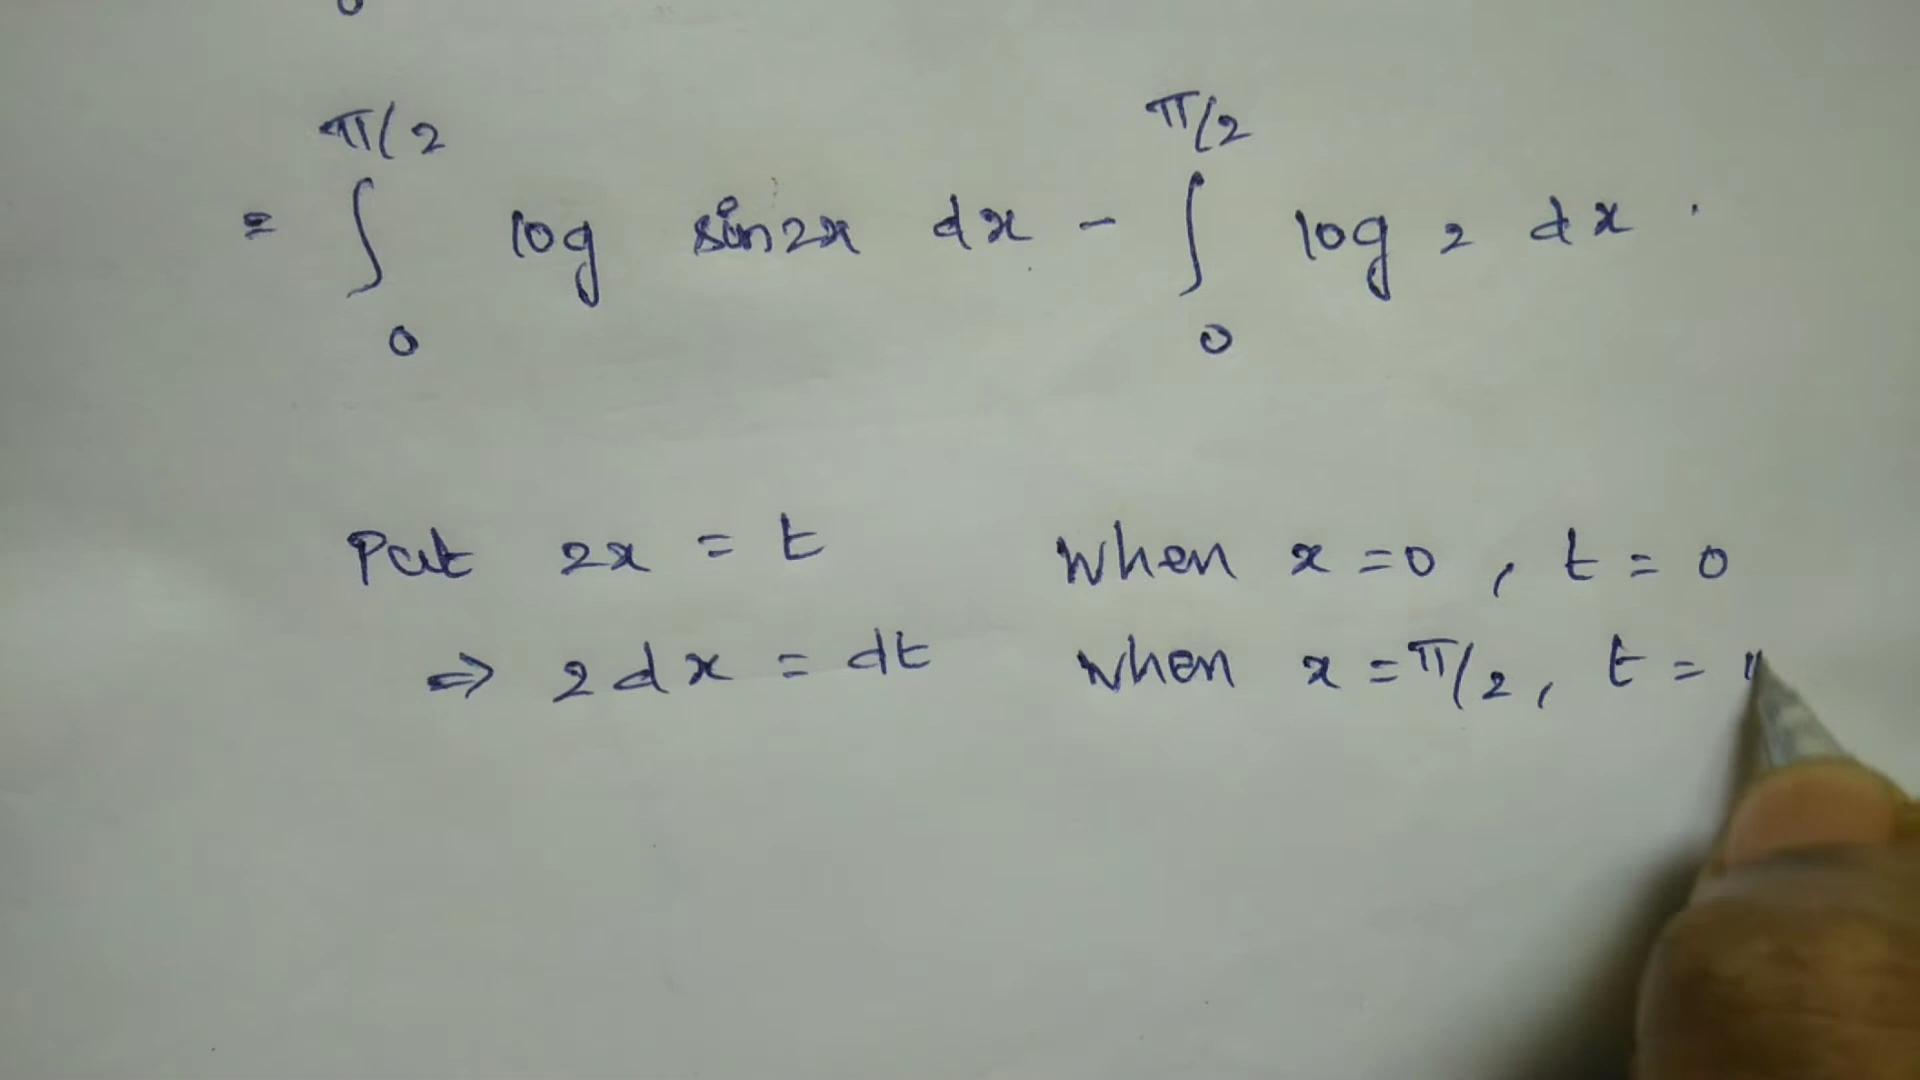 π/2 π/2
= ∫ log sin2x dx - ∫ log 2 dx .
0 0
Put 2x = t when x = 0 , t = 0
⇒ 2dx = dt when x = π/2 , t =